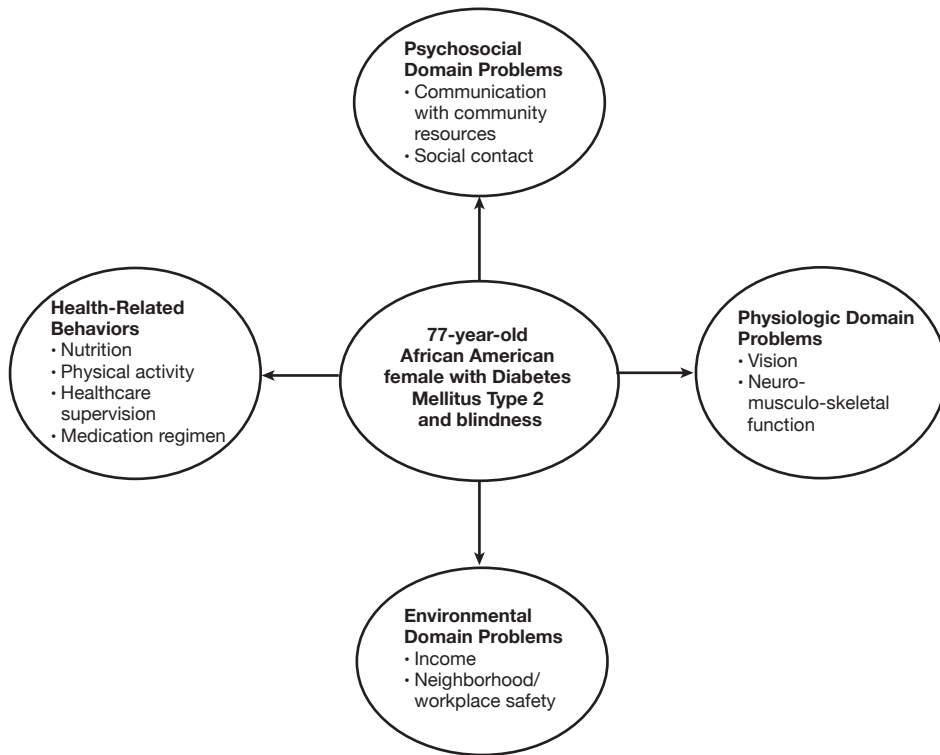 Psychosocial
Domain Problems
• Communication
with community
resources
• Social contact
Health-Related
Behaviors
• Nutrition
• Physical activity
• Healthcare
supervision
• Medication regimen
77-year-old
African American
female with Diabetes
Mellitus Type 2
and blindness
Physiologic Domain
Problems
• Vision
• Neuro-
musculo-skeletal
function
Environmental
Domain Problems
• Income
• Neighborhood/
workplace safety